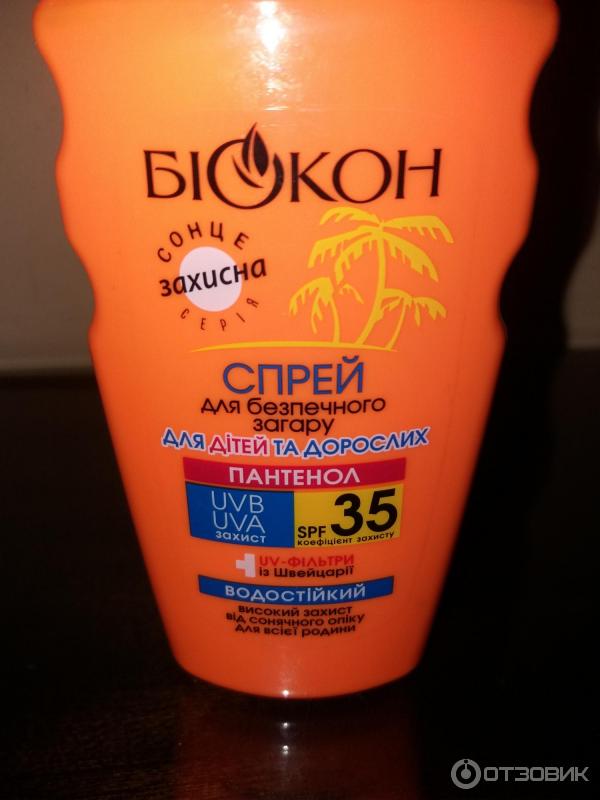 БІОКОН
СОНЦЕ
захисна
СЕРІЯ
СПРЕЙ
для безпечного
загару
ДЛЯ ДІТЕЙ ТА ДОРОСЛИХ
ПАНТЕНОЛ
UVB
UVA
захист
SPF 35
коефіцієнт захисту
UV-ФІЛЬТРИ
із Швейцарії
ВОДОСТІЙКИЙ
високий захист
від сонячного опіку
для всієї родини
ОТЗОВИК